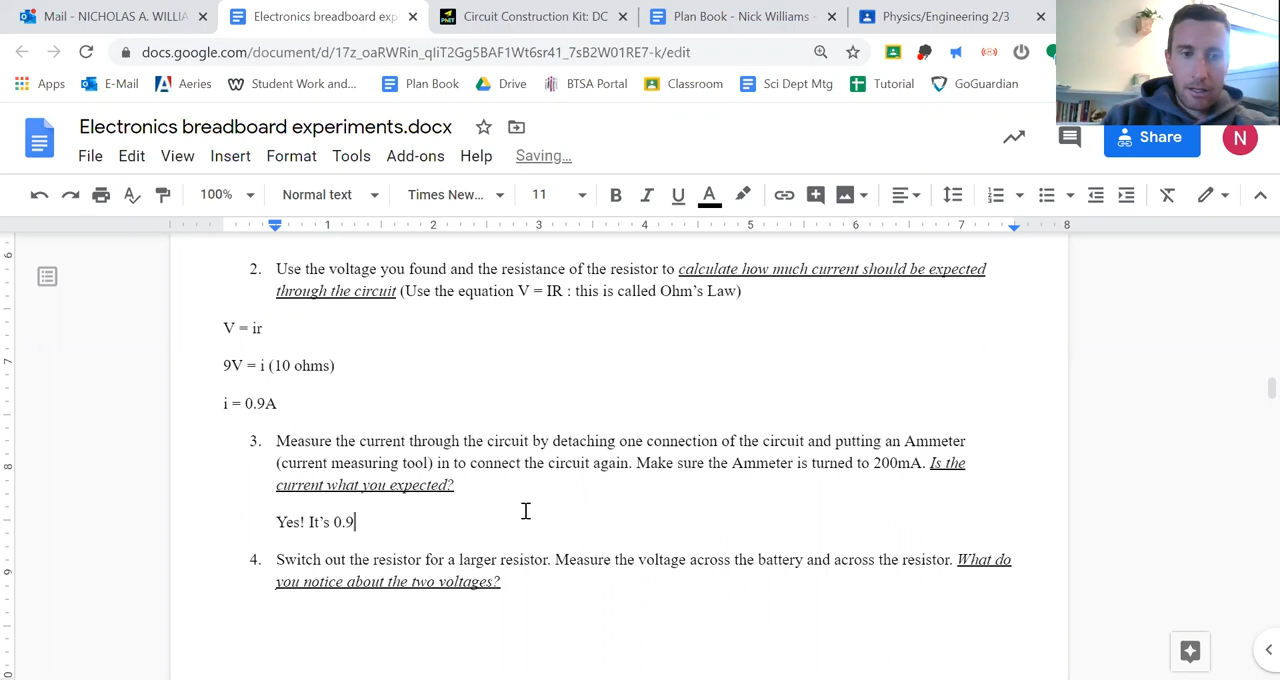 Mail - NICHOLAS A. WILLIA
Electronics breadboard exp
Circuit Construction Kit: DC
Plan Book - Nick Williams -
Physics/Engineering 2/3
docs.google.com/document/d/17z_oaRWRin_qliT2Gg5BAF1Wt6sr41_7sB2W01RE7-k/edit
Apps E-Mail Aeries Student Work and... Plan Book Drive BTSA Portal Classroom Sci Dept Mtg Tutorial GoGuardian
Electronics breadboard experiments.docx
Share
N
File Edit View Insert Format Tools Add-ons Help Saving...
100% Normal text Times New... 11 B I U A
1 2 3 4 5 6 7 8
2. Use the voltage you found and the resistance of the resistor to calculate how much current should be expected
through the circuit (Use the equation V = IR : this is called Ohm's Law)
V = ir
9V = i (10 ohms)
i = 0.9A
3. Measure the current through the circuit by detaching one connection of the circuit and putting an Ammeter
(current measuring tool) in to connect the circuit again. Make sure the Ammeter is turned to 200mA. Is the
current what you expected?
Yes! It's 0.9
4. Switch out the resistor for a larger resistor. Measure the voltage across the battery and across the resistor. What do
you notice about the two voltages?